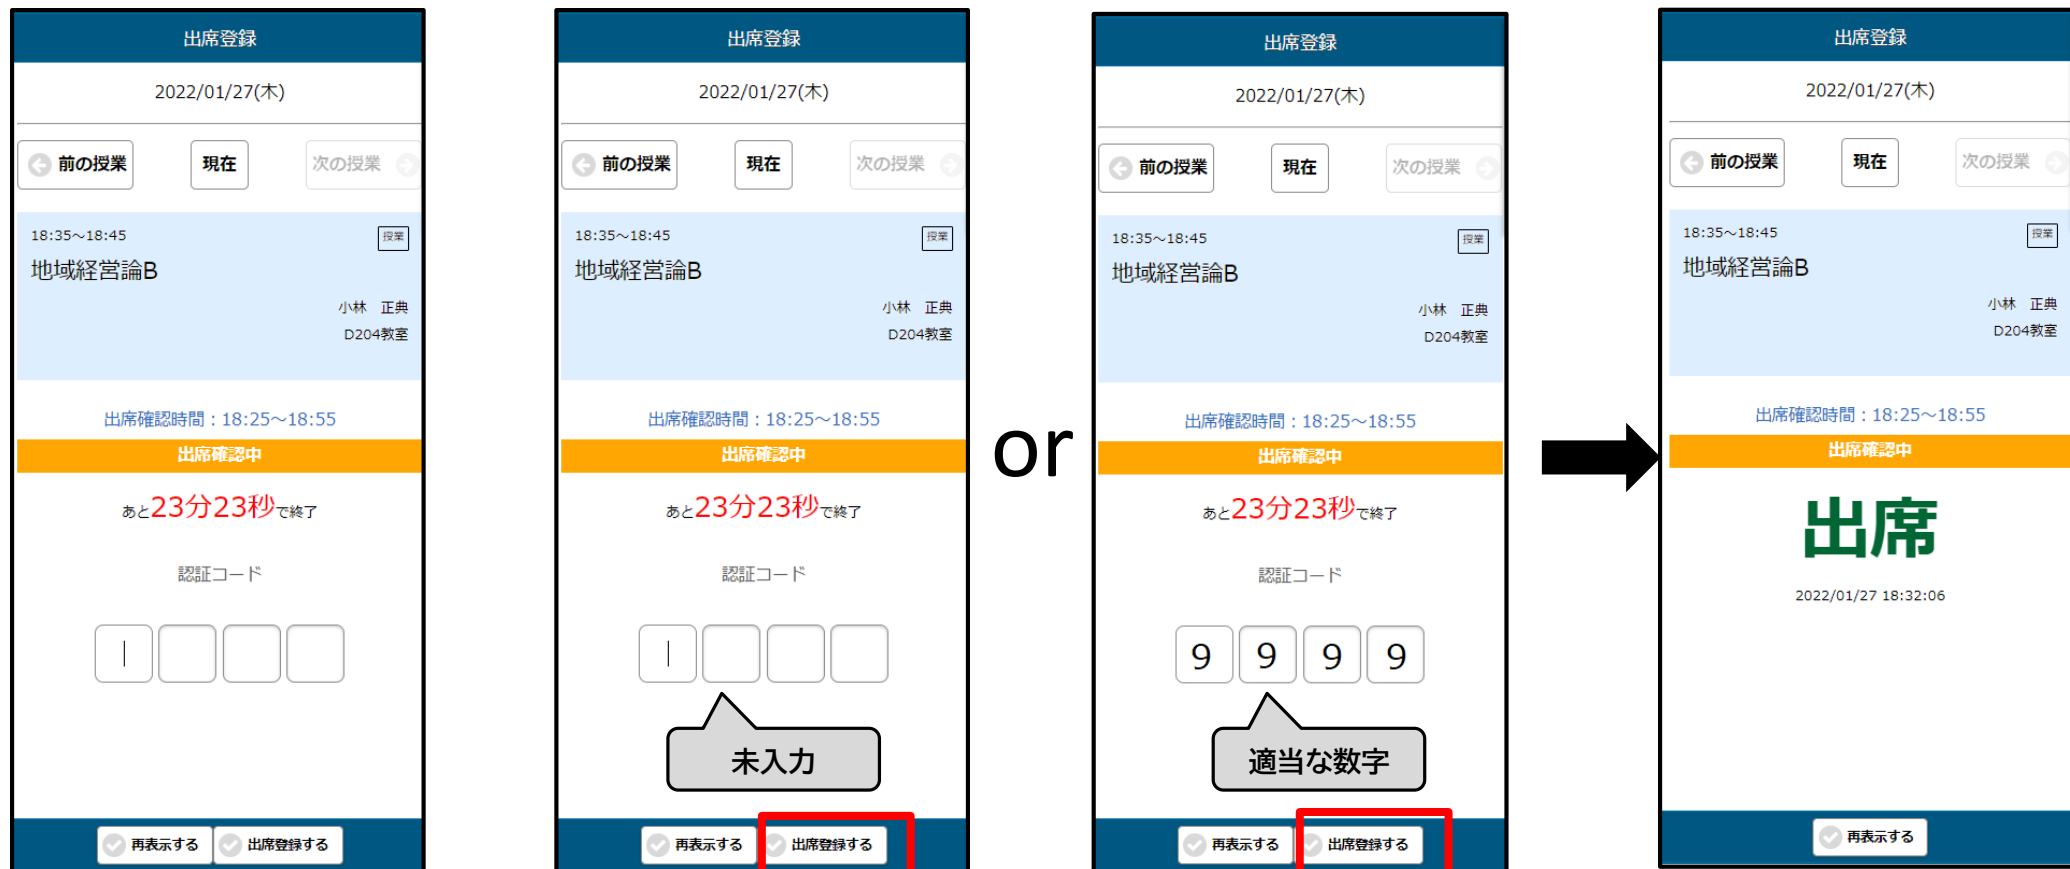 出席登録
2022/01/27(木)
前の授業 現在 次の授業
18:35～18:45 授業
地域経営論B
小林　正典
D204教室
出席確認時間：18:25～18:55
出席確認中
あと23分23秒で終了
認証コード
再表示する 出席登録する
出席登録
2022/01/27(木)
前の授業 現在 次の授業
18:35～18:45 授業
地域経営論B
小林　正典
D204教室
出席確認時間：18:25～18:55
出席確認中
あと23分23秒で終了
認証コード
未入力
再表示する 出席登録する
or
出席登録
2022/01/27(木)
前の授業 現在 次の授業
18:35～18:45 授業
地域経営論B
小林　正典
D204教室
出席確認時間：18:25～18:55
出席確認中
あと23分23秒で終了
認証コード
9 9 9 9
適当な数字
再表示する 出席登録する
出席登録
2022/01/27(木)
前の授業 現在 次の授業
18:35～18:45 授業
地域経営論B
小林　正典
D204教室
出席確認時間：18:25～18:55
出席確認中
出席
2022/01/27 18:32:06
再表示する